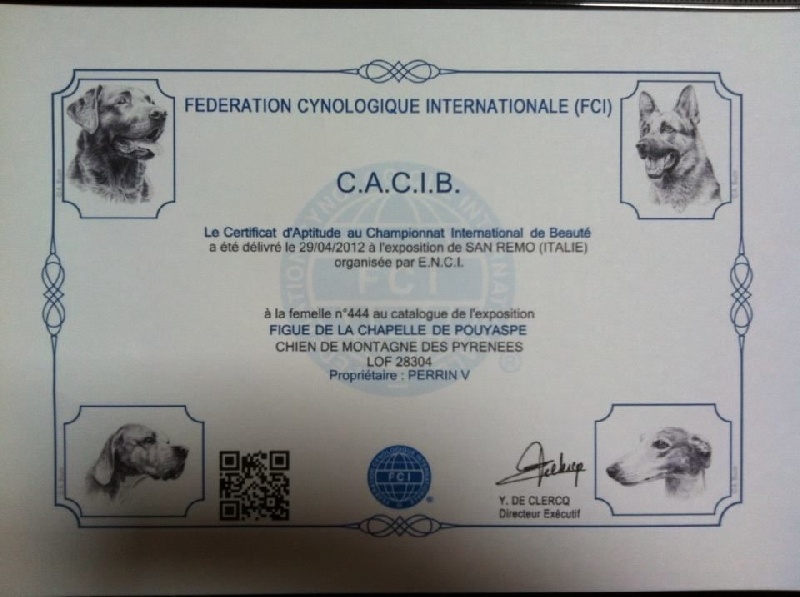 FEDERATION CYNOLOGIQUE INTERNATIONALE (FCI)
C.A.C.I.B.
Le Certificat d'Aptitude au Championnat International de Beauté
a été délivré le 29/04/2012 à l'exposition de SAN REMO (ITALIE)
organisée par E.N.C.I.
à la femelle n°444 au catalogue de l'exposition
FIGUE DE LA CHAPELLE DE POUYASPE
CHIEN DE MONTAGNE DES PYRENEES
LOF 28304
Propriétaire : PERRIN V
FCI
®
Y. DE CLERCQ
Directeur Exécutif